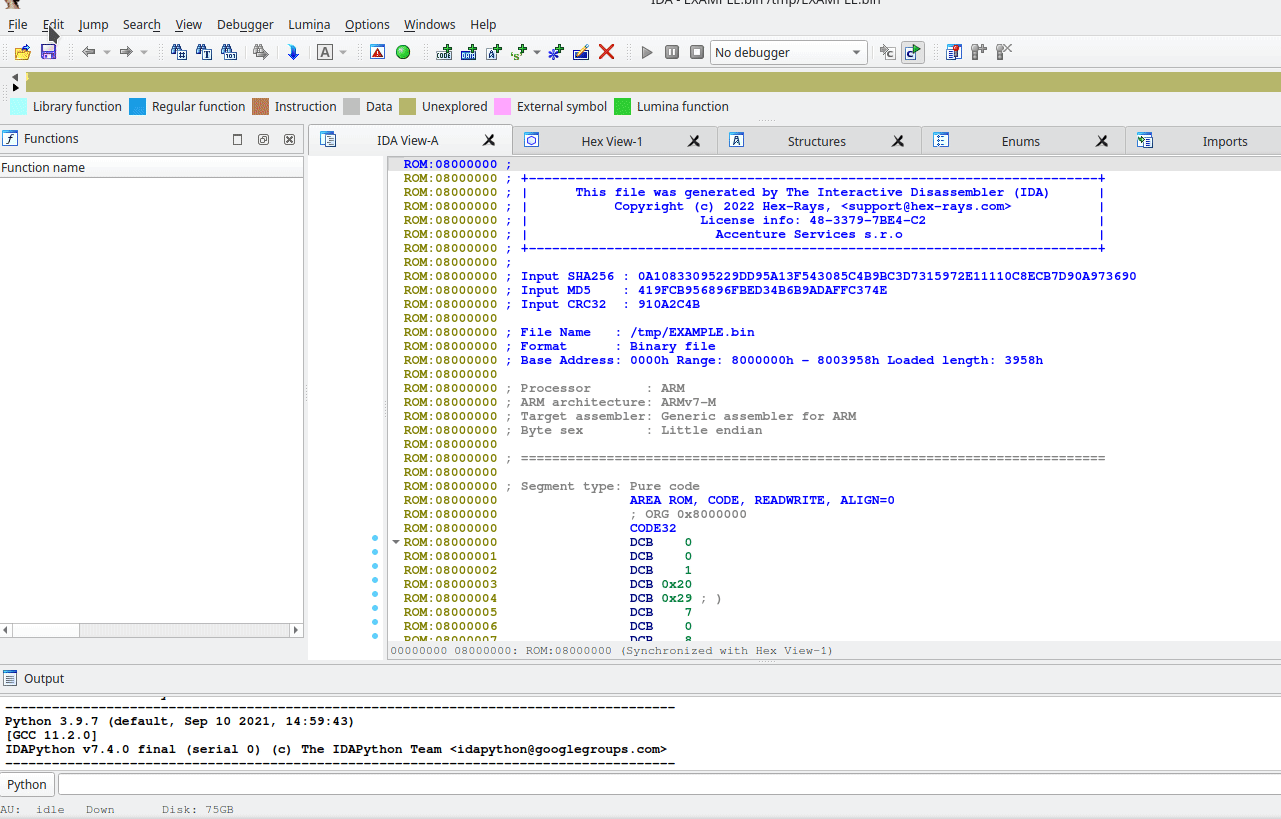 IDA - EXAMPLE.bin /tmp/EXAMPLE.bin
File Edit Jump Search View Debugger Lumina Options Windows Help
No debugger
Library function Regular function Instruction Data Unexplored External symbol Lumina function
Functions
IDA View-A Hex View-1 Structures Enums Imports
Function name
ROM:08000000 ;
ROM:08000000 ; +-------------------------------------------------------------------------+
ROM:08000000 ; | This file was generated by The Interactive Disassembler (IDA) |
ROM:08000000 ; | Copyright (c) 2022 Hex-Rays, <support@hex-rays.com> |
ROM:08000000 ; | License info: 48-3379-7BE4-C2 |
ROM:08000000 ; | Accenture Services s.r.o |
ROM:08000000 ; +-------------------------------------------------------------------------+
ROM:08000000 ;
ROM:08000000 ; Input SHA256 : 0A10833095229DD95A13F543085C4B9BC3D7315972E11110C8ECB7D90A973690
ROM:08000000 ; Input MD5 : 419FCB956896FBED34B6B9ADAFFC374E
ROM:08000000 ; Input CRC32 : 910A2C4B
ROM:08000000
ROM:08000000 ; File Name : /tmp/EXAMPLE.bin
ROM:08000000 ; Format : Binary file
ROM:08000000 ; Base Address: 0000h Range: 8000000h - 8003958h Loaded length: 3958h
ROM:08000000
ROM:08000000 ; Processor : ARM
ROM:08000000 ; ARM architecture: ARMv7-M
ROM:08000000 ; Target assembler: Generic assembler for ARM
ROM:08000000 ; Byte sex : Little endian
ROM:08000000
ROM:08000000 ; ===========================================================================
ROM:08000000
ROM:08000000 ; Segment type: Pure code
ROM:08000000 AREA ROM, CODE, READWRITE, ALIGN=0
ROM:08000000 ; ORG 0x8000000
ROM:08000000 CODE32
ROM:08000000 DCB 0
ROM:08000001 DCB 0
ROM:08000002 DCB 1
ROM:08000003 DCB 0x20
ROM:08000004 DCB 0x29 ; )
ROM:08000005 DCB 7
ROM:08000006 DCB 0
ROM:08000007 DCB 8
00000000 08000000: ROM:08000000 (Synchronized with Hex View-1)
Output
--------------------------------------------------------------------------------------
Python 3.9.7 (default, Sep 10 2021, 14:59:43)
[GCC 11.2.0]
IDAPython v7.4.0 final (serial 0) (c) The IDAPython Team <idapython@googlegroups.com>
--------------------------------------------------------------------------------------
Python
AU: idle Down Disk: 75GB